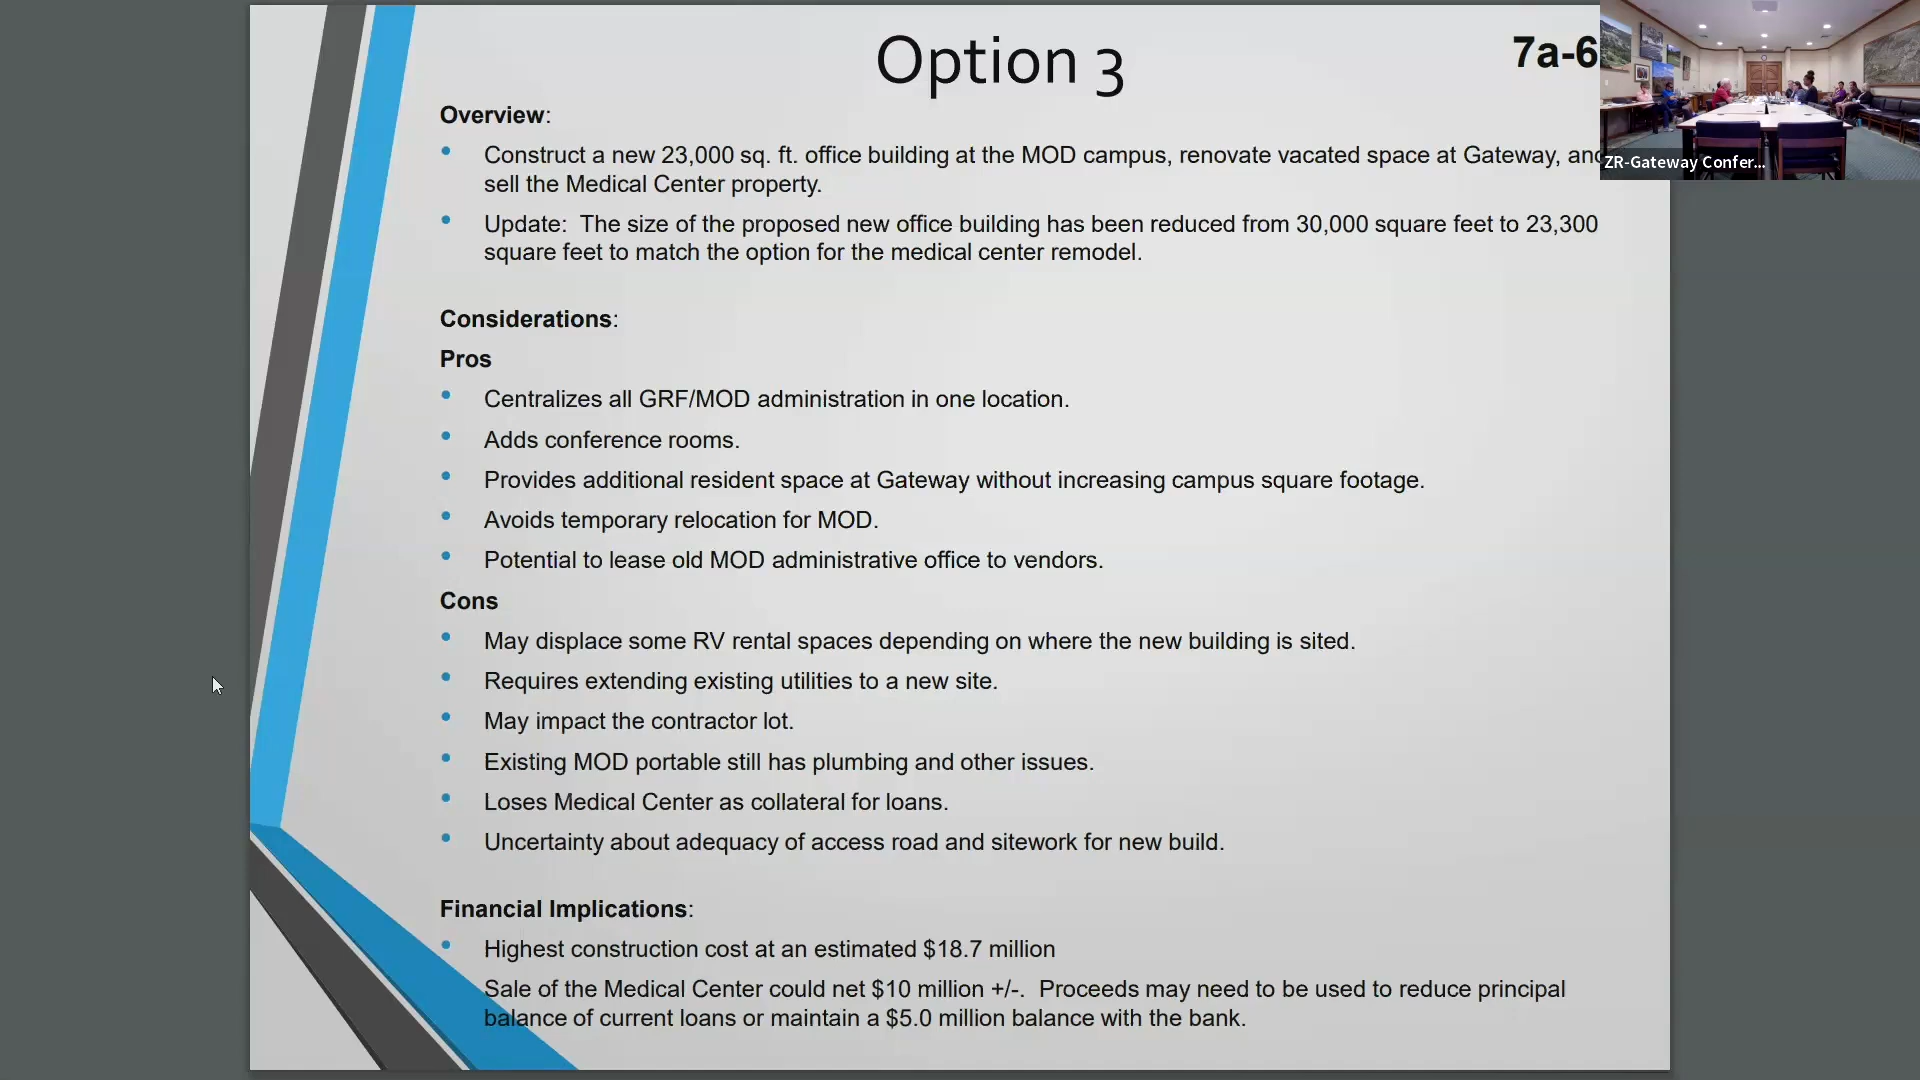 Option 3
7a-6
ZR-Gateway Confer...
Overview:
• Construct a new 23,000 sq. ft. office building at the MOD campus, renovate vacated space at Gateway, and
sell the Medical Center property.
• Update:  The size of the proposed new office building has been reduced from 30,000 square feet to 23,300
square feet to match the option for the medical center remodel.
Considerations:
Pros
• Centralizes all GRF/MOD administration in one location.
• Adds conference rooms.
• Provides additional resident space at Gateway without increasing campus square footage.
• Avoids temporary relocation for MOD.
• Potential to lease old MOD administrative office to vendors.
Cons
• May displace some RV rental spaces depending on where the new building is sited.
• Requires extending existing utilities to a new site.
• May impact the contractor lot.
• Existing MOD portable still has plumbing and other issues.
• Loses Medical Center as collateral for loans.
• Uncertainty about adequacy of access road and sitework for new build.
Financial Implications:
• Highest construction cost at an estimated $18.7 million
Sale of the Medical Center could net $10 million +/-.  Proceeds may need to be used to reduce principal
balance of current loans or maintain a $5.0 million balance with the bank.